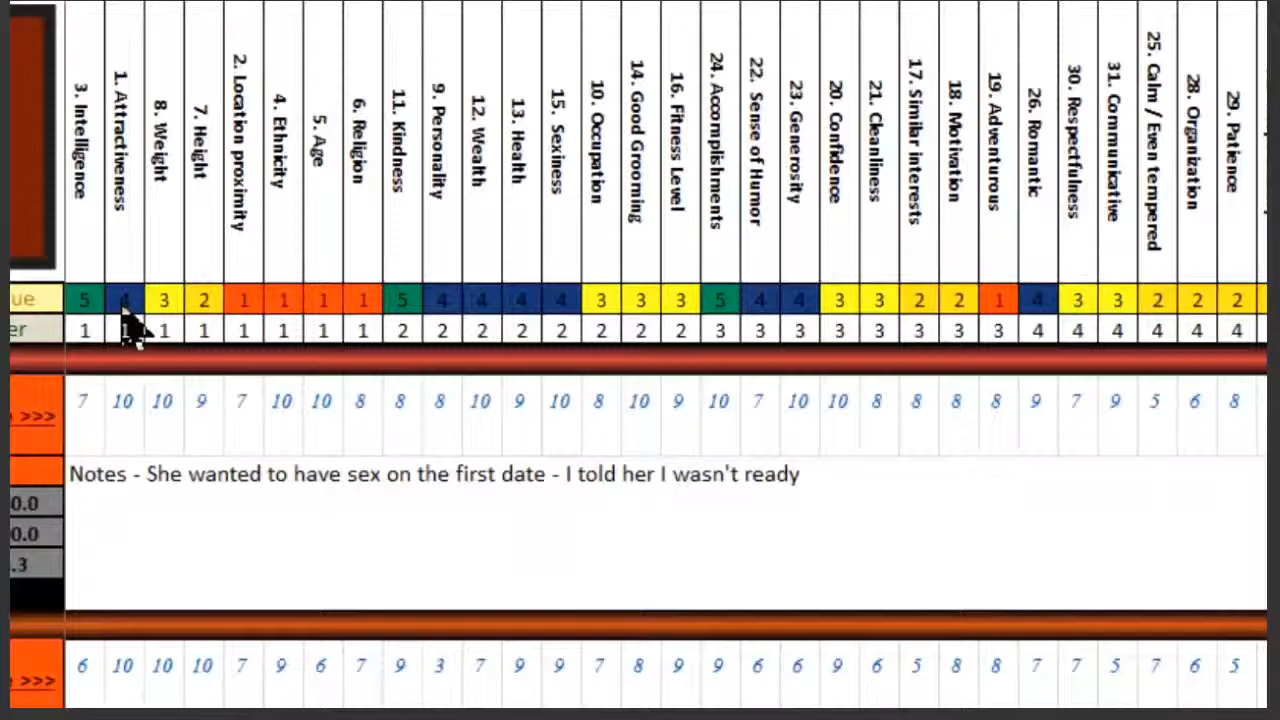 3. Intelligence 1. Attractiveness 8. Weight 7. Height 2. Location proximity 4. Ethnicity 5. Age 6. Religion 11. Kindness 9. Personality 12. Wealth 13. Health 15. Sexiness 10. Occupation 14. Good Grooming 16. Fitness Level 24. Accomplishments 22. Sense of Humor 23. Generosity 20. Confidence 21. Cleanliness 17. Similar interests 18. Motivation 19. Adventurous 26. Romantic 30. Respectfulness 31. Communicative 25. Calm / Even tempered 28. Organization 29. Patience
ue 5 4 3 2 1 1 1 1 5 4 4 4 4 3 3 3 5 4 4 3 3 2 2 1 4 3 3 2 2 2
er 1 1 1 1 1 1 1 1 2 2 2 2 2 2 2 2 3 3 3 3 3 3 3 3 4 4 4 4 4 4
>>> 7 10 10 9 7 10 10 8 8 8 10 9 10 8 10 9 10 7 10 10 8 8 8 8 9 7 9 5 6 8
Notes - She wanted to have sex on the first date - I told her I wasn't ready
0.0
0.0
.3
>>> 6 10 10 10 7 9 6 7 9 3 7 9 9 7 8 9 9 6 6 9 6 5 8 8 7 7 5 7 6 5